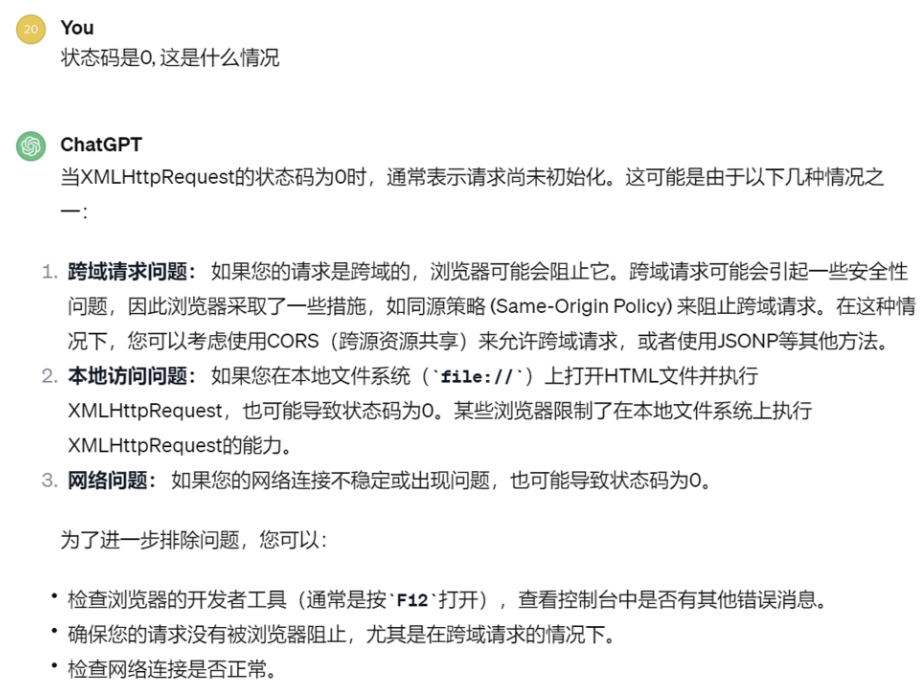 20
You
状态码是0, 这是什么情况
ChatGPT
当XMLHttpRequest的状态码为0时，通常表示请求尚未初始化。这可能是由于以下几种情况之
一：
1. 跨域请求问题： 如果您的请求是跨域的，浏览器可能会阻止它。跨域请求可能会引起一些安全性
问题，因此浏览器采取了一些措施，如同源策略 (Same-Origin Policy) 来阻止跨域请求。在这种情
况下，您可以考虑使用CORS（跨源资源共享）来允许跨域请求，或者使用JSONP等其他方法。
2. 本地访问问题： 如果您在本地文件系统（`file://`）上打开HTML文件并执行
XMLHttpRequest，也可能导致状态码为0。某些浏览器限制了在本地文件系统上执行
XMLHttpRequest的能力。
3. 网络问题： 如果您的网络连接不稳定或出现问题，也可能导致状态码为0。
为了进一步排除问题，您可以：
• 检查浏览器的开发者工具（通常是按`F12`打开），查看控制台中是否有其他错误消息。
• 确保您的请求没有被浏览器阻止，尤其是在跨域请求的情况下。
• 检查网络连接是否正常。